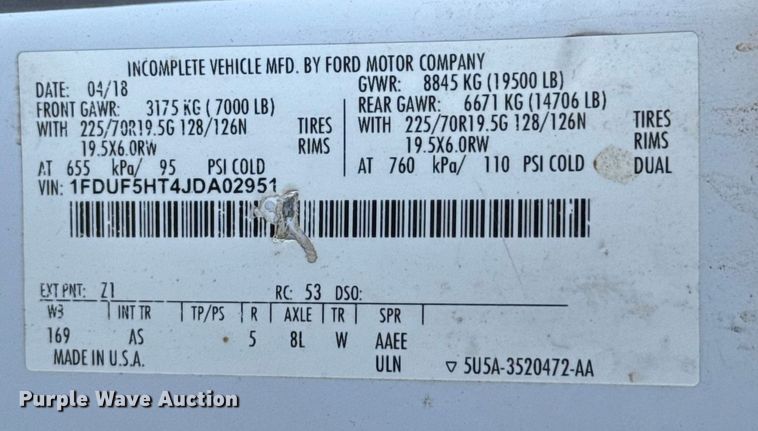 INCOMPLETE VEHICLE MFD. BY FORD MOTOR COMPANY
DATE: 04/18 GVWR: 8845 KG (19500 LB)
FRONT GAWR: 3175 KG (7000 LB) REAR GAWR: 6671 KG (14706 LB)
WITH 225/70R19.5G 128/126N TIRES WITH 225/70R19.5G 128/126N TIRES
19.5X6.0RW RIMS 19.5X6.0RW RIMS
AT 655 kPa/ 95 PSI COLD AT 760 kPa/ 110 PSI COLD DUAL
VIN: 1FDUF5HT4JDA02951
EXT PNT: Z1 RC: 53 DSO:
WB INT TR TP/PS R AXLE TR SPR
169 AS 5 8L W AAEE
MADE IN U.S.A. ULN ▽ 5U5A-3520472-AA
Purple Wave Auction